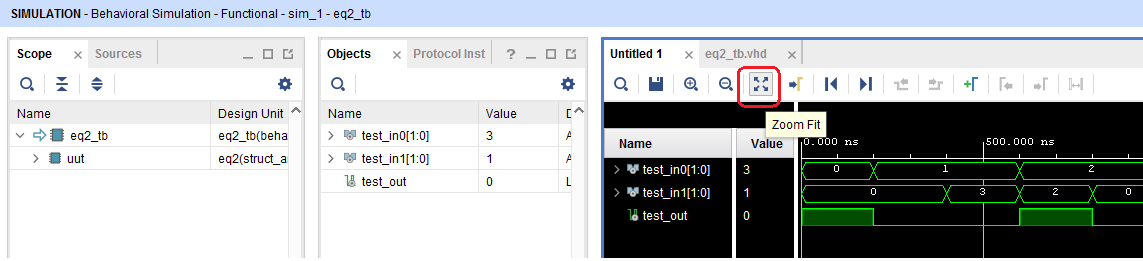 SIMULATION - Behavioral Simulation - Functional - sim_1 - eq2_tb
Scope Sources
Name Design Unit
eq2_tb eq2_tb(beha
uut eq2(struct_a
Objects Protocol Inst ?
Name Value
test_in0[1:0] 3 A
test_in1[1:0] 1 A
test_out 0 L
Untitled 1 eq2_tb.vhd
Zoom Fit
Name Value
test_in0[1:0] 3
test_in1[1:0] 1
test_out 0
0.000 ns 500.000 ns
0 1 2
0 3 2 0